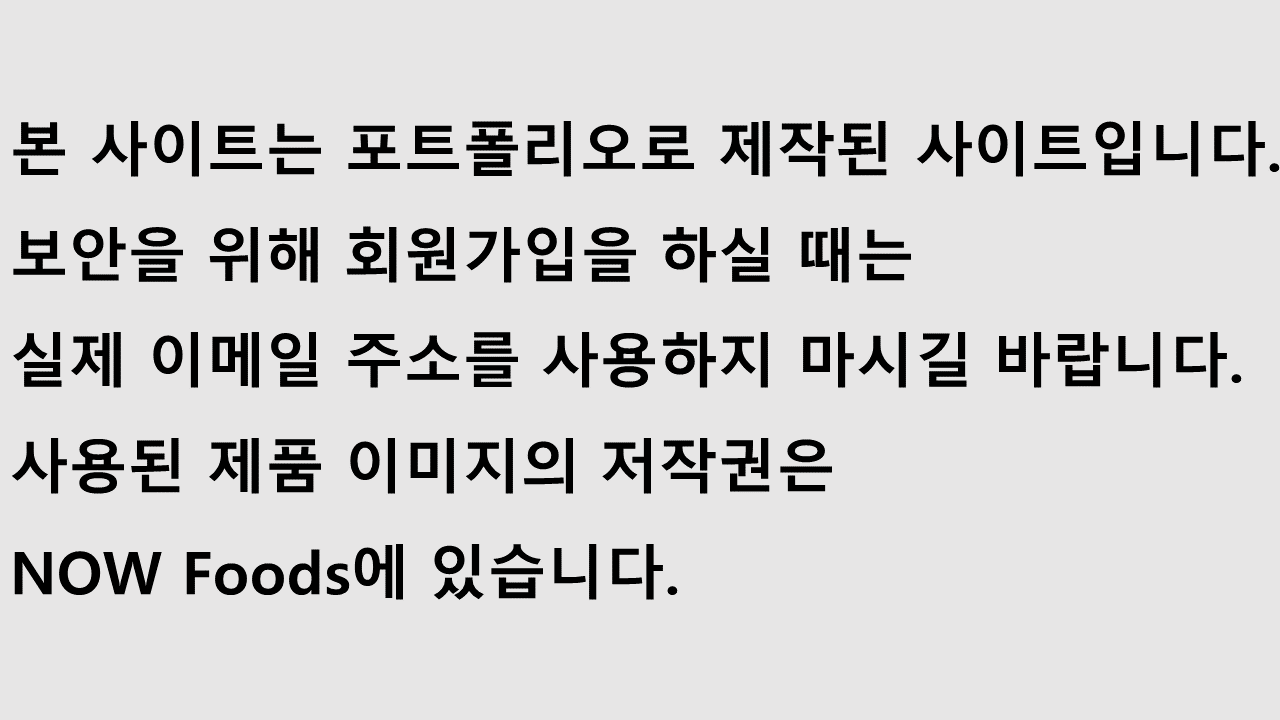 본 사이트는 포트폴리오로 제작된 사이트입니다.
보안을 위해 회원가입을 하실 때는
실제 이메일 주소를 사용하지 마시길 바랍니다.
사용된 제품 이미지의 저작권은
NOW Foods에 있습니다.